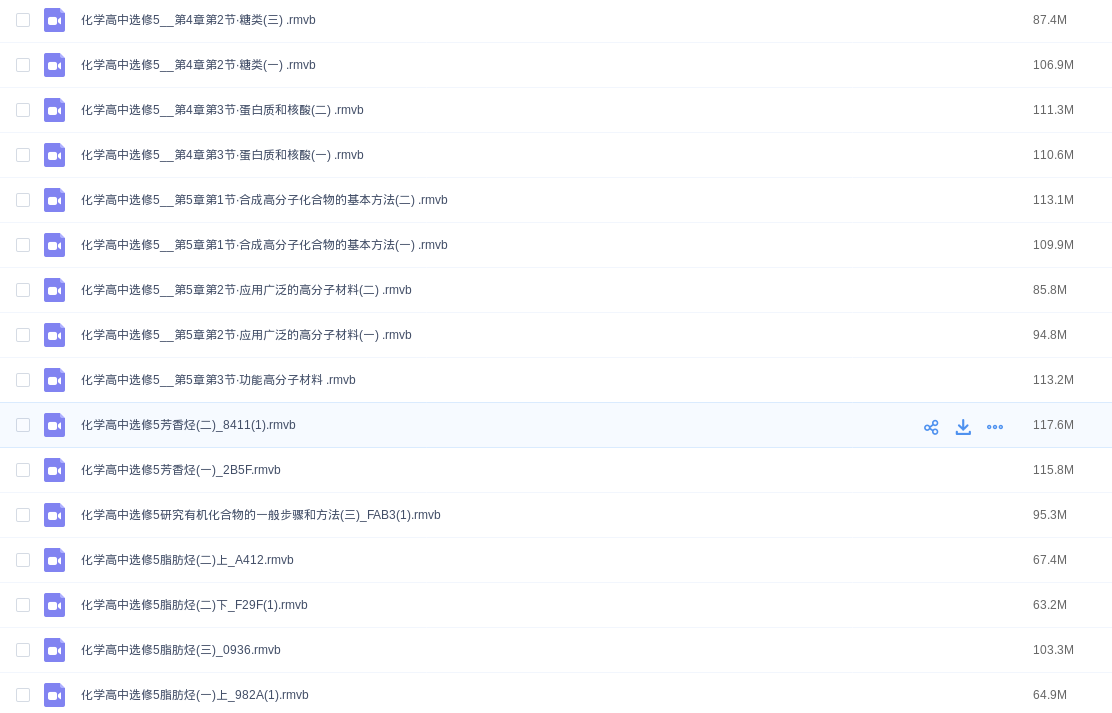 化学高中选修5__第4章第2节·糖类(三) .rmvb 87.4M
化学高中选修5__第4章第2节·糖类(一) .rmvb 106.9M
化学高中选修5__第4章第3节·蛋白质和核酸(二) .rmvb 111.3M
化学高中选修5__第4章第3节·蛋白质和核酸(一) .rmvb 110.6M
化学高中选修5__第5章第1节·合成高分子化合物的基本方法(二) .rmvb 113.1M
化学高中选修5__第5章第1节·合成高分子化合物的基本方法(一) .rmvb 109.9M
化学高中选修5__第5章第2节·应用广泛的高分子材料(二) .rmvb 85.8M
化学高中选修5__第5章第2节·应用广泛的高分子材料(一) .rmvb 94.8M
化学高中选修5__第5章第3节·功能高分子材料 .rmvb 113.2M
化学高中选修5芳香烃(二)_8411(1).rmvb 117.6M
化学高中选修5芳香烃(一)_2B5F.rmvb 115.8M
化学高中选修5研究有机化合物的一般步骤和方法(三)_FAB3(1).rmvb 95.3M
化学高中选修5脂肪烃(二)上_A412.rmvb 67.4M
化学高中选修5脂肪烃(二)下_F29F(1).rmvb 63.2M
化学高中选修5脂肪烃(三)_0936.rmvb 103.3M
化学高中选修5脂肪烃(一)上_982A(1).rmvb 64.9M